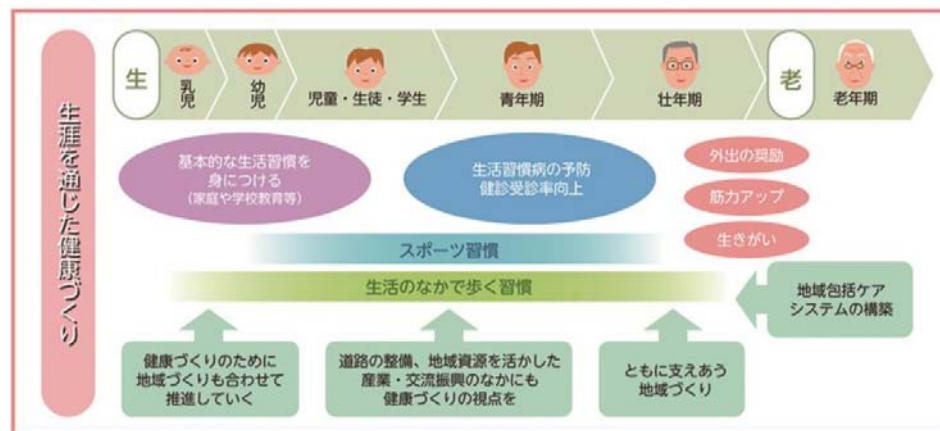 生涯を通じた健康づくり
生
乳児
幼児
児童・生徒・学生
青年期
壮年期
老
老年期
基本的な生活習慣を
身につける
（家庭や学校教育等）
生活習慣病の予防
健診受診率向上
外出の奨励
筋力アップ
生きがい
スポーツ習慣
生活のなかで歩く習慣
地域包括ケア
システムの構築
健康づくりのために
地域づくりも合わせて
推進していく
道路の整備、地域資源を活かした
産業・交流振興のなかにも
健康づくりの視点を
ともに支えあう
地域づくり